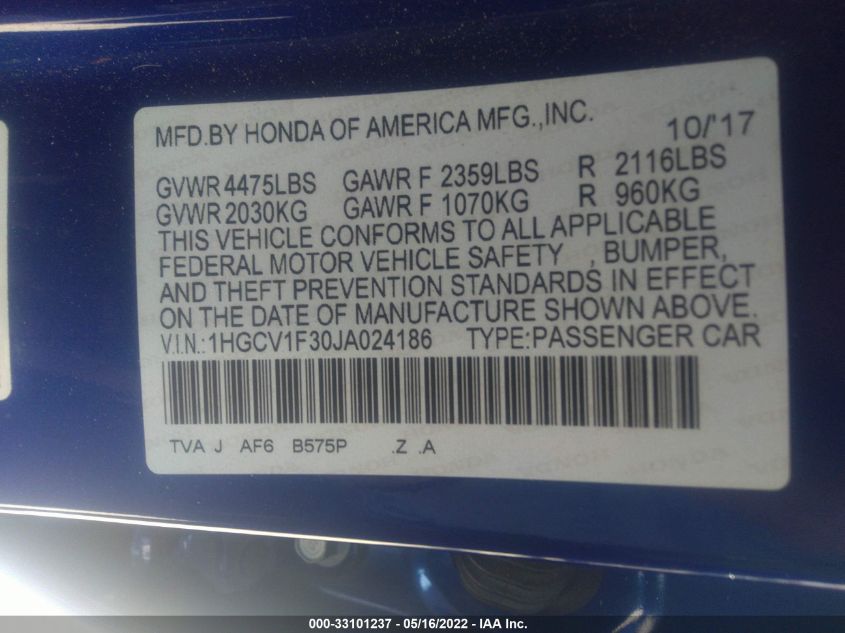 MFD.BY HONDA OF AMERICA MFG.,INC. 10/'17
GVWR 4475LBS GAWR F 2359LBS R 2116LBS
GVWR 2030KG GAWR F 1070KG R 960KG
THIS VEHICLE CONFORMS TO ALL APPLICABLE
FEDERAL MOTOR VEHICLE SAFETY , BUMPER,
AND THEFT PREVENTION STANDARDS IN EFFECT
ON THE DATE OF MANUFACTURE SHOWN ABOVE.
V.I.N.:1HGCV1F30JA024186 TYPE:PASSENGER CAR
TVA J AF6 B575P .Z .A
000-33101237 - 05/16/2022 - IAA Inc.